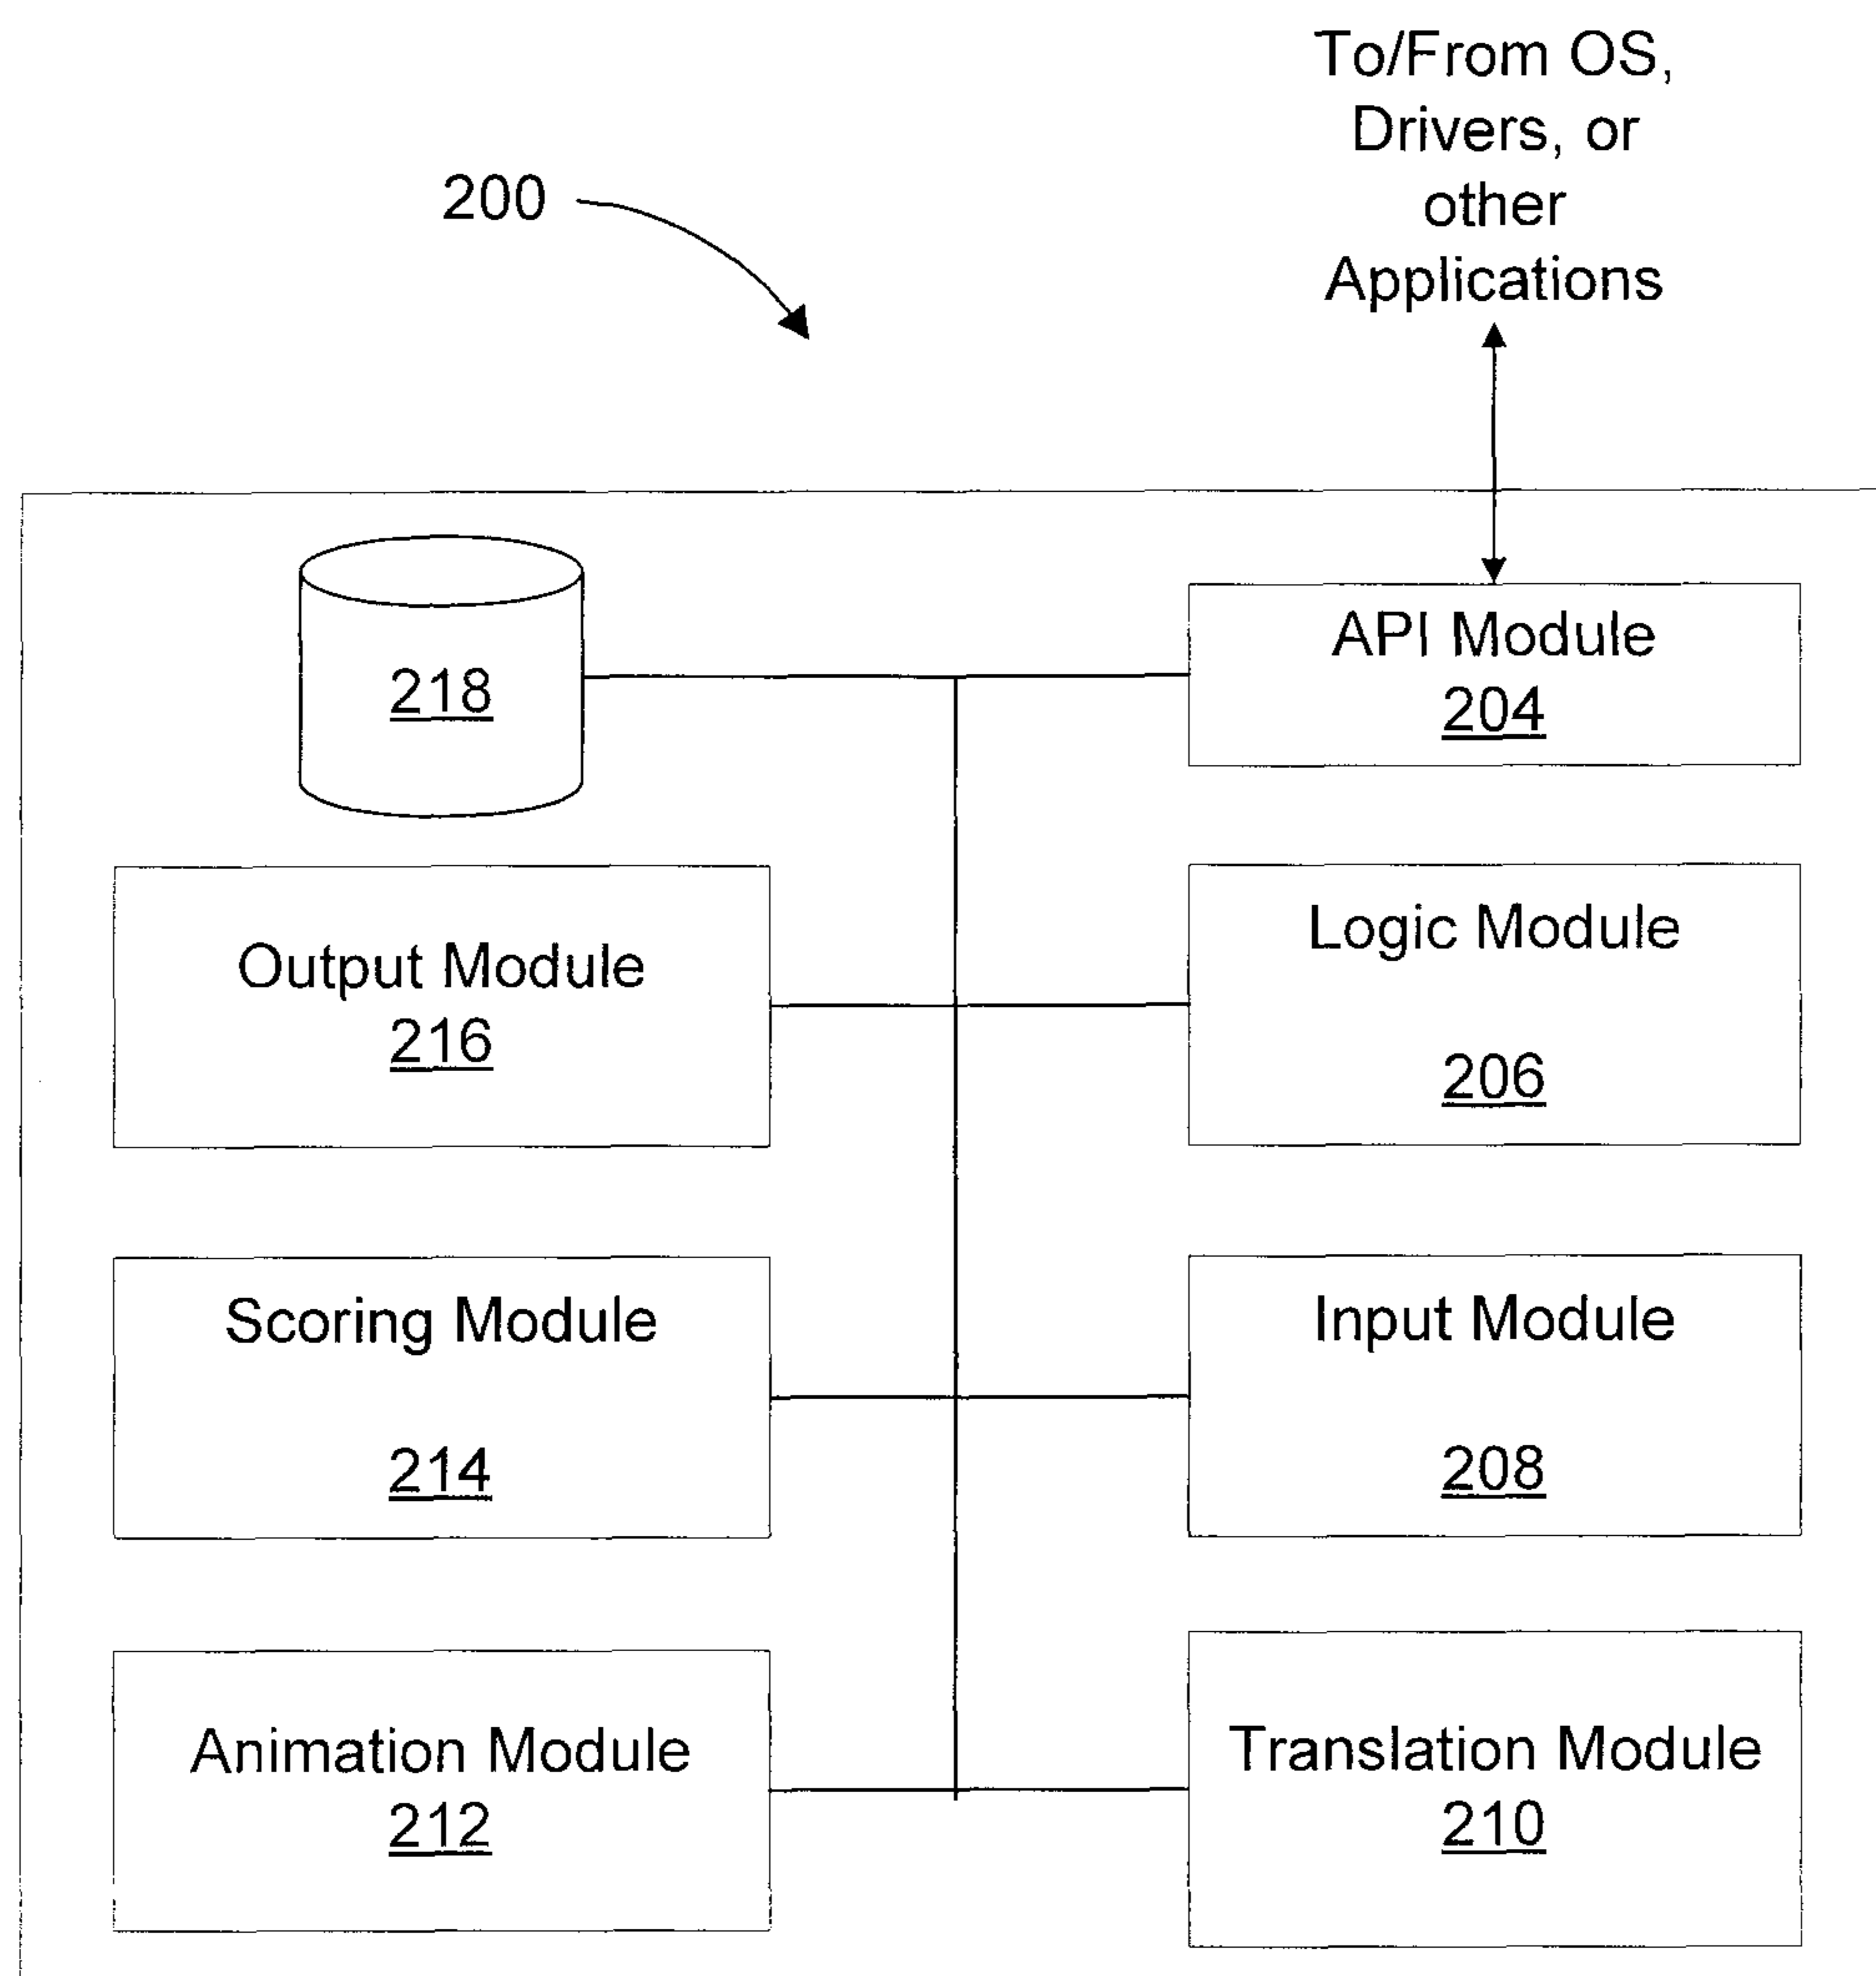 To/From OS,
Drivers, or
other
Applications
200
218
API Module
204
Output Module
216
Logic Module
206
Scoring Module
214
Input Module
208
Animation Module
212
Translation Module
210